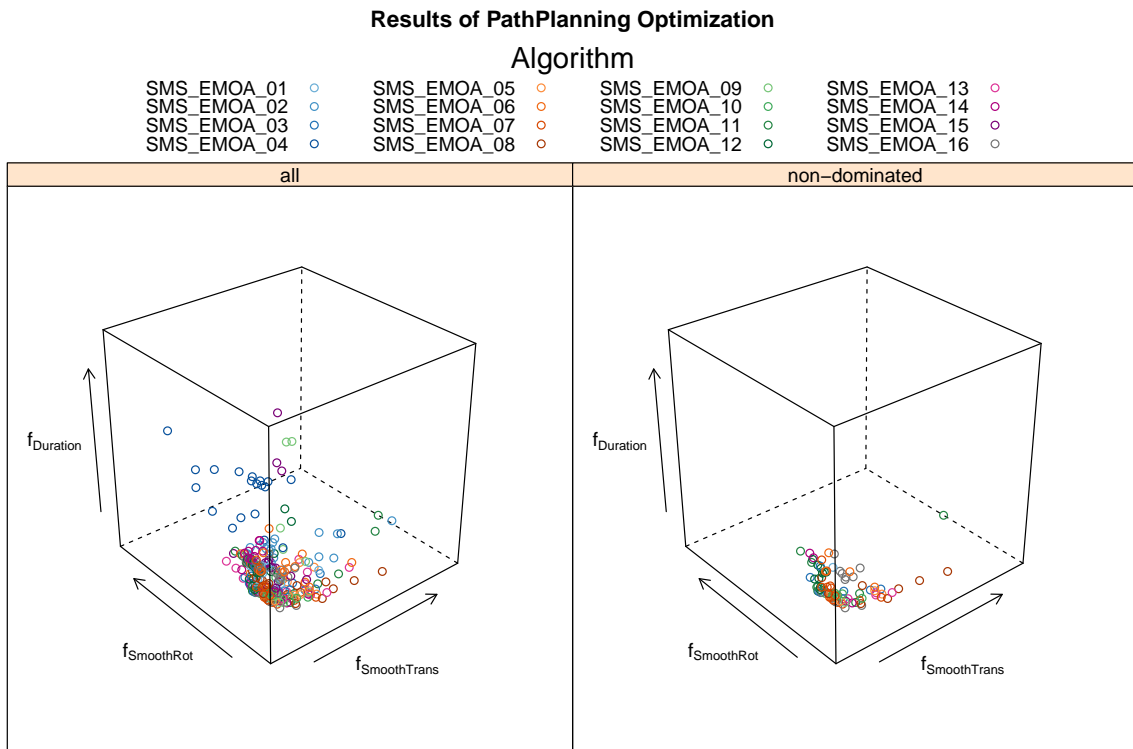 Results of PathPlanning Optimization
Algorithm
SMS_EMOA_01 SMS_EMOA_05 SMS_EMOA_09 SMS_EMOA_13
SMS_EMOA_02 SMS_EMOA_06 SMS_EMOA_10 SMS_EMOA_14
SMS_EMOA_03 SMS_EMOA_07 SMS_EMOA_11 SMS_EMOA_15
SMS_EMOA_04 SMS_EMOA_08 SMS_EMOA_12 SMS_EMOA_16
all non−dominated
fDuration fDuration
fSmoothRot fSmoothTrans fSmoothRot fSmoothTrans